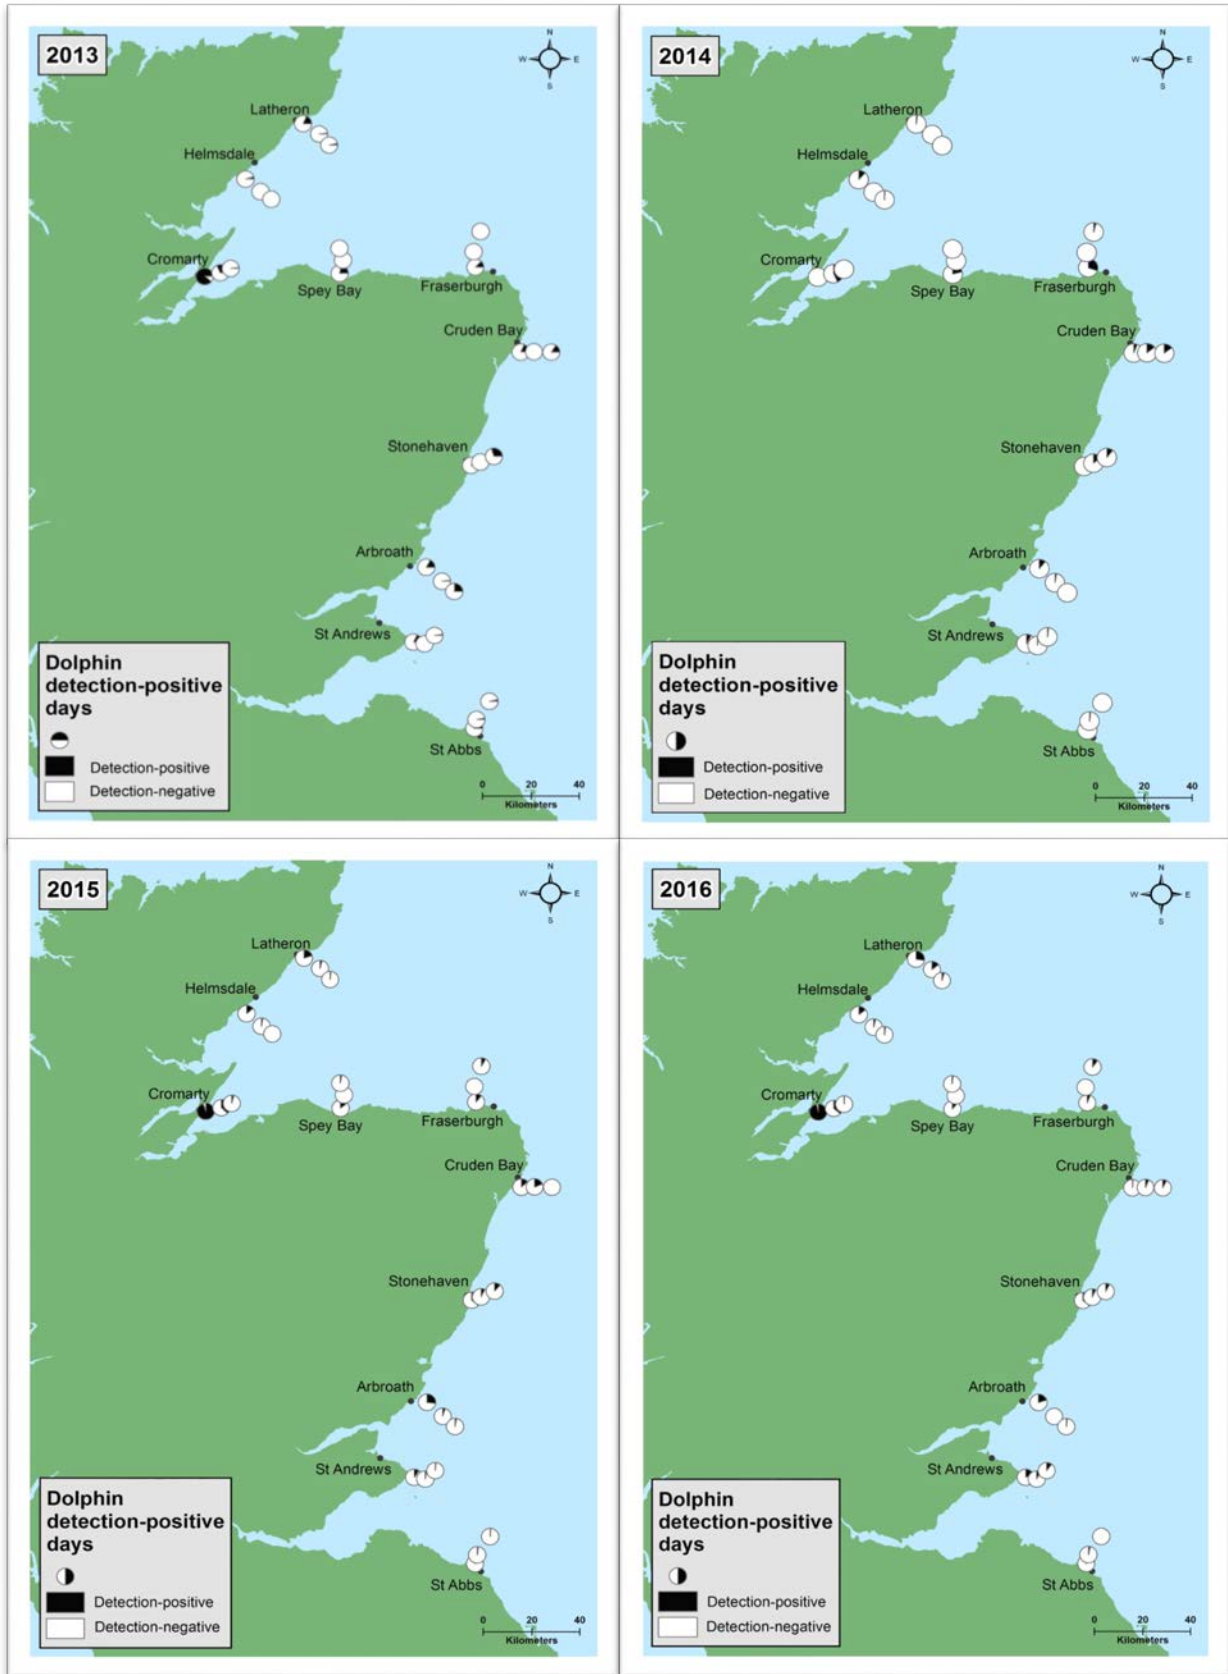 2013
N
W
E
S
Latheron
Helmsdale
Cromarty
Spey Bay
Fraserburgh
Cruden Bay
Stonehaven
Arbroath
St Andrews
St Abbs
Dolphin
detection-positive
days
Detection-positive
Detection-negative
0 20 40
Kilometers
2014
N
W
E
S
Latheron
Helmsdale
Cromarty
Spey Bay
Fraserburgh
Cruden Bay
Stonehaven
Arbroath
St Andrews
St Abbs
Dolphin
detection-positive
days
Detection-positive
Detection-negative
0 20 40
Kilometers
2015
N
W
E
S
Latheron
Helmsdale
Cromarty
Spey Bay
Fraserburgh
Cruden Bay
Stonehaven
Arbroath
St Andrews
St Abbs
Dolphin
detection-positive
days
Detection-positive
Detection-negative
0 20 40
Kilometers
2016
N
W
E
S
Latheron
Helmsdale
Cromarty
Spey Bay
Fraserburgh
Cruden Bay
Stonehaven
Arbroath
St Andrews
St Abbs
Dolphin
detection-positive
days
Detection-positive
Detection-negative
0 20 40
Kilometers